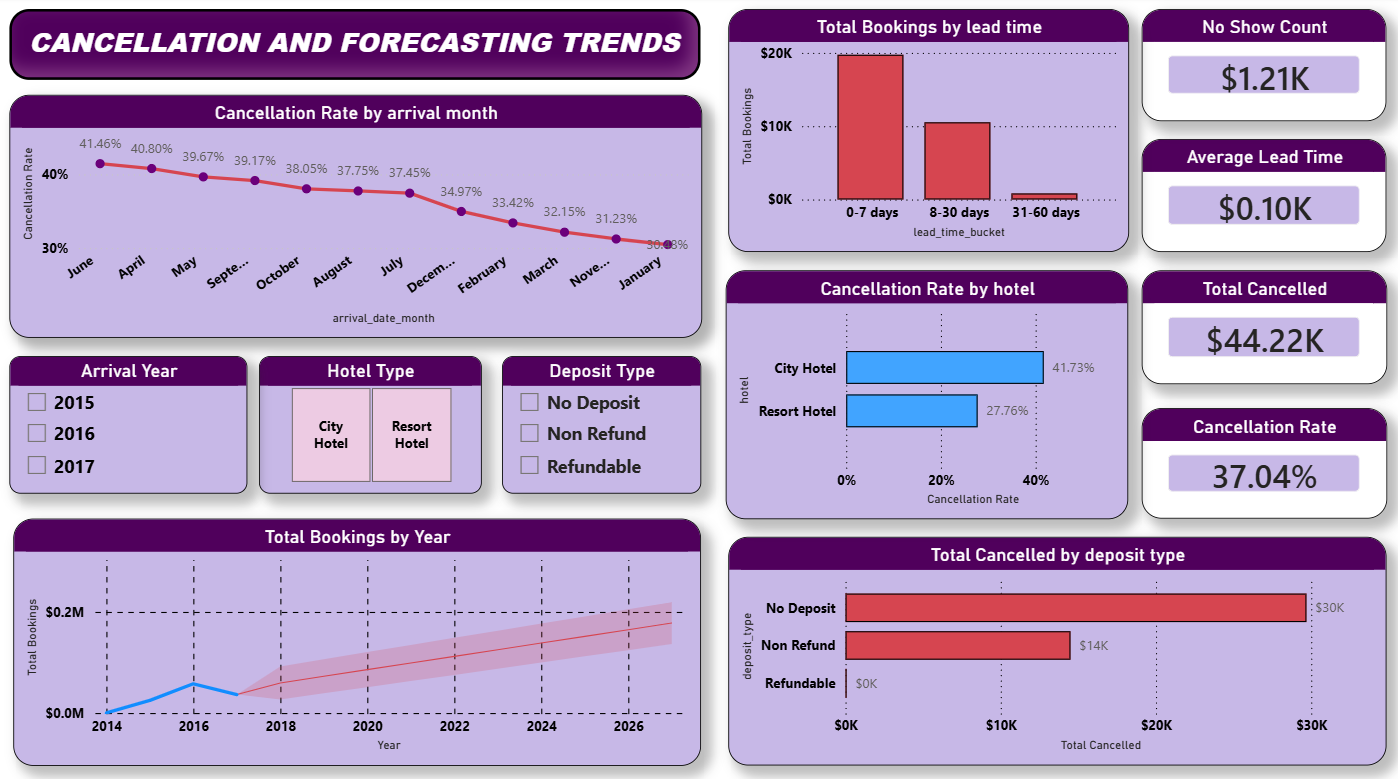 CANCELLATION AND FORECASTING TRENDS
Cancellation Rate by arrival month
Cancellation Rate
40%
30%
41.46%
40.80%
39.67%
39.17%
38.05%
37.75%
37.45%
34.97%
33.42%
32.15%
31.23%
30.48%
June
April
May
Septe...
October
August
July
Decem...
February
March
Nove...
January
arrival_date_month
Arrival Year
2015
2016
2017
Hotel Type
City
Hotel
Resort
Hotel
Deposit Type
No Deposit
Non Refund
Refundable
Total Bookings by Year
Total Bookings
$0.2M
$0.0M
2014
2016
2018
2020
2022
2024
2026
Year
Total Bookings by lead time
Total Bookings
$20K
$10K
$0K
0-7 days
8-30 days
31-60 days
lead_time_bucket
Cancellation Rate by hotel
hotel
City Hotel
41.73%
Resort Hotel
27.76%
0%
20%
40%
Cancellation Rate
No Show Count
$1.21K
Average Lead Time
$0.10K
Total Cancelled
$44.22K
Cancellation Rate
37.04%
Total Cancelled by deposit type
deposit_type
No Deposit
$30K
Non Refund
$14K
Refundable
$0K
$0K
$10K
$20K
$30K
Total Cancelled